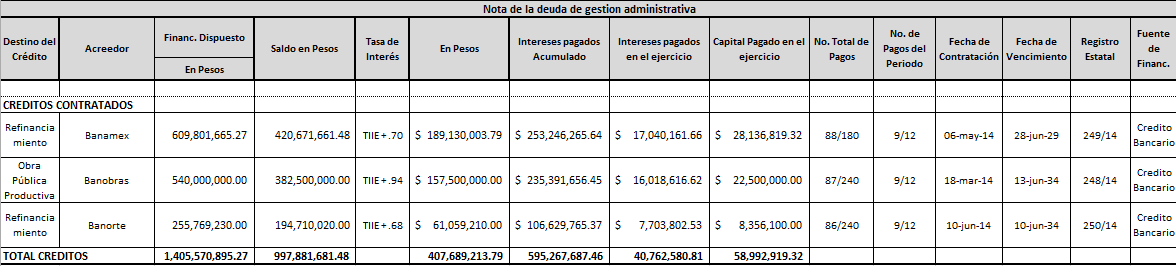 Nota de la deuda de gestion administrativa
Destino del Crédito Acreedor Financ. Dispuesto En Pesos Saldo en Pesos Tasa de Interés En Pesos Intereses pagados Acumulado Intereses pagados en el ejercicio Capital Pagado en el ejercicio No. Total de Pagos No. de Pagos del Periodo Fecha de Contratación Fecha de Vencimiento Registro Estatal Fuente de Financ.
CREDITOS CONTRATADOS
Refinanciamiento Banamex 609,801,665.27 420,671,661.48 TIIE+.70 $ 189,130,003.79 $ 253,246,265.64 $ 17,040,161.66 $ 28,136,819.32 88/180 9/12 06-may-14 28-jun-29 249/14 Credito Bancario
Obra Pública Productiva Banobras 540,000,000.00 382,500,000.00 TIIE+.94 $ 157,500,000.00 $ 235,391,656.45 $ 16,018,616.62 $ 22,500,000.00 87/240 9/12 18-mar-14 13-jun-34 248/14 Credito Bancario
Refinanciamiento Banorte 255,769,230.00 194,710,020.00 TIIE+.68 $ 61,059,210.00 $ 106,629,765.37 $ 7,703,802.53 $ 8,356,100.00 86/240 9/12 10-jun-14 10-jun-34 250/14 Credito Bancario
TOTAL CREDITOS 1,405,570,895.27 997,881,681.48 407,689,213.79 595,267,687.46 40,762,580.81 58,992,919.32